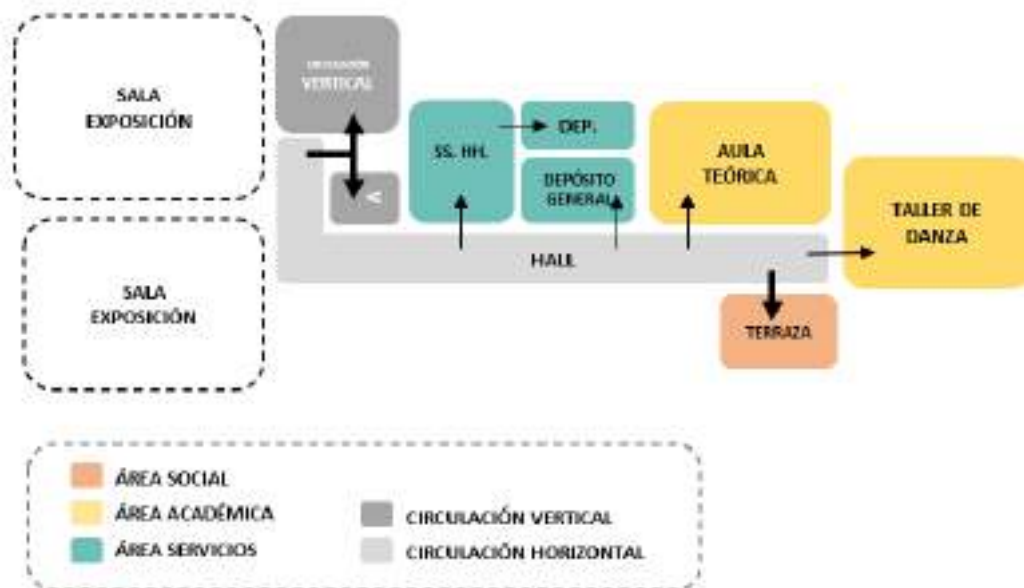 SALA
EXPOSICIÓN
CIRCULACIÓN
VERTICAL
SS. HH.
DEP.
DEPÓSITO
GENERAL
AULA
TEÓRICA
TALLER DE
DANZA
HALL
SALA
EXPOSICIÓN
TERRAZA
ÁREA SOCIAL
ÁREA ACADÉMICA
ÁREA SERVICIOS
CIRCULACIÓN VERTICAL
CIRCULACIÓN HORIZONTAL